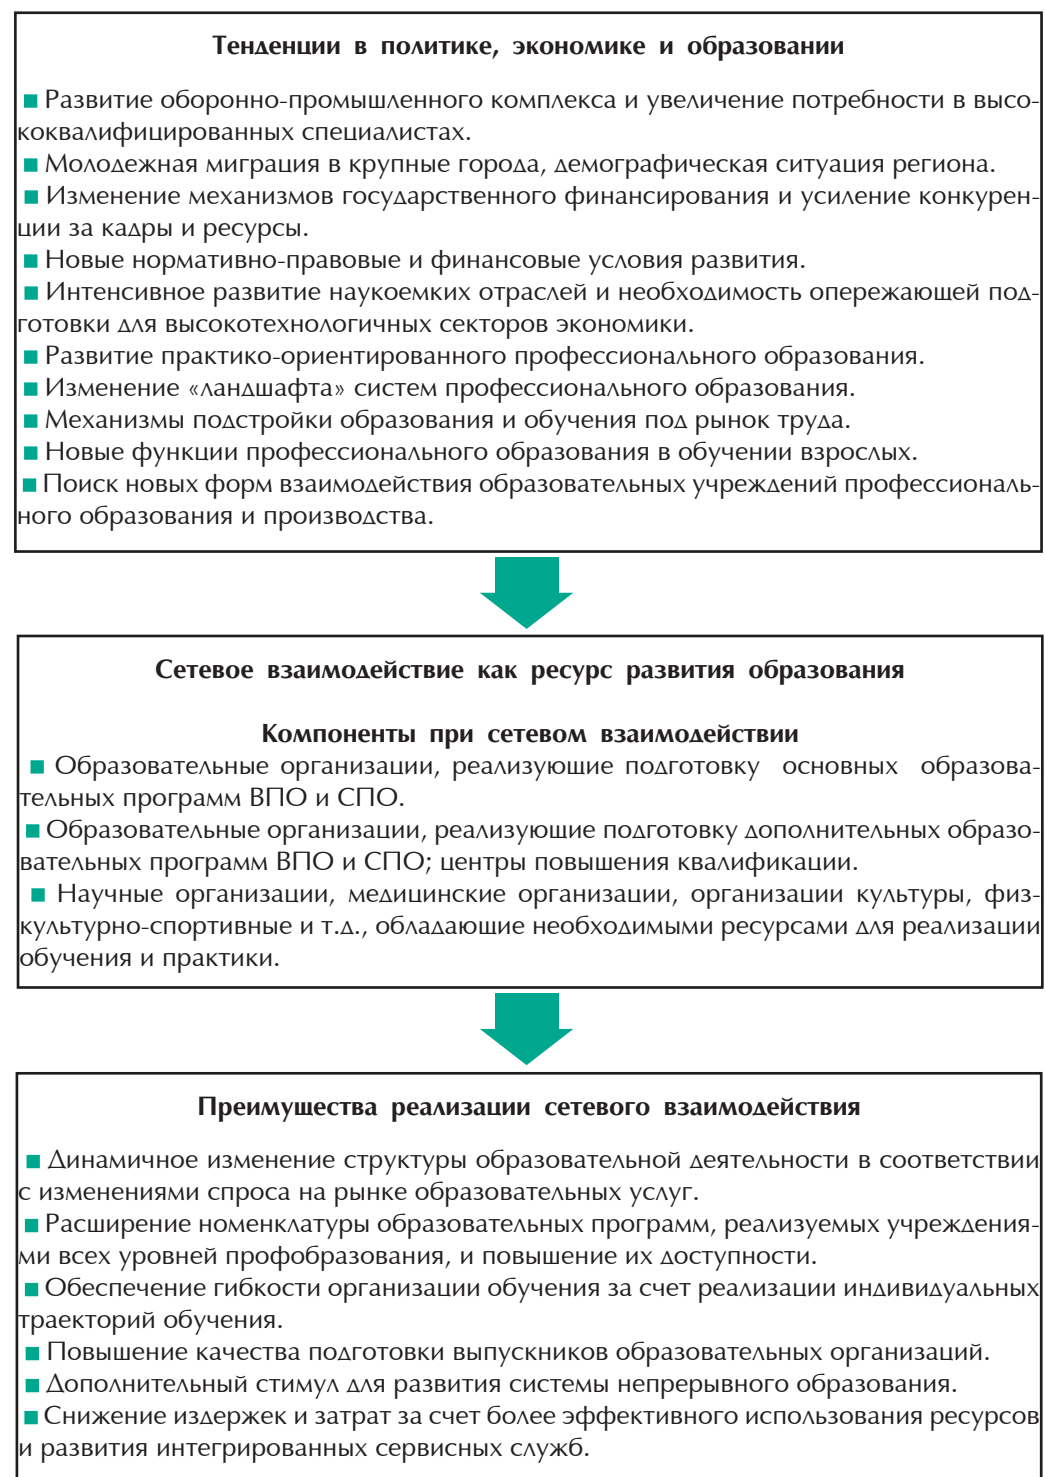 Тенденции в политике, экономике и образовании
■ Развитие оборонно-промышленного комплекса и увеличение потребности в высо-
коквалифицированных специалистах.
■ Молодежная миграция в крупные города, демографическая ситуация региона.
■ Изменение механизмов государственного финансирования и усиление конкурен-
ции за кадры и ресурсы.
■ Новые нормативно-правовые и финансовые условия развития.
■ Интенсивное развитие наукоемких отраслей и необходимость опережающей под-
готовки для высокотехнологичных секторов экономики.
■ Развитие практико-ориентированного профессионального образования.
■ Изменение «ландшафта» систем профессионального образования.
■ Механизмы подстройки образования и обучения под рынок труда.
■ Новые функции профессионального образования в обучении взрослых.
■ Поиск новых форм взаимодействия образовательных учреждений профессиональ-
ного образования и производства.
Сетевое взаимодействие как ресурс развития образования
Компоненты при сетевом взаимодействии
■ Образовательные организации, реализующие подготовку основных образова-
тельных программ ВПО и СПО.
■ Образовательные организации, реализующие подготовку дополнительных образо-
вательных программ ВПО и СПО; центры повышения квалификации.
■ Научные организации, медицинские организации, организации культуры, физ-
культурно-спортивные и т.д., обладающие необходимыми ресурсами для реализации
обучения и практики.
Преимущества реализации сетевого взаимодействия
■ Динамичное изменение структуры образовательной деятельности в соответствии
с изменениями спроса на рынке образовательных услуг.
■ Расширение номенклатуры образовательных программ, реализуемых учреждения-
ми всех уровней профобразования, и повышение их доступности.
■ Обеспечение гибкости организации обучения за счет реализации индивидуальных
траекторий обучения.
■ Повышение качества подготовки выпускников образовательных организаций.
■ Дополнительный стимул для развития системы непрерывного образования.
■ Снижение издержек и затрат за счет более эффективного использования ресурсов
и развития интегрированных сервисных служб.